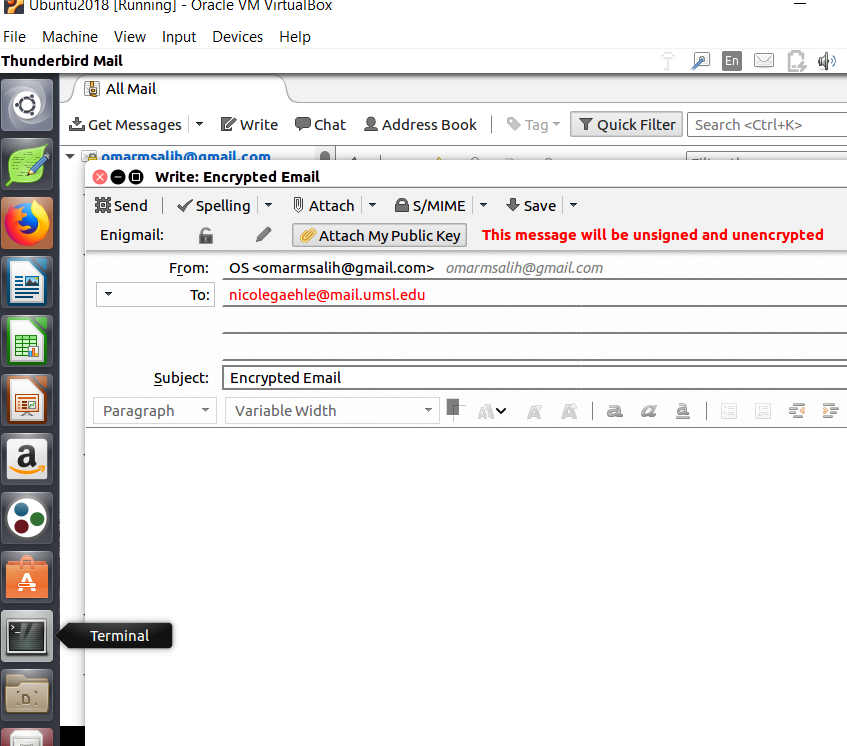 Ubuntu2018 [Running] - Oracle VM VirtualBox
File Machine View Input Devices Help
Thunderbird Mail
En
All Mail
Get Messages Write Chat Address Book Tag Quick Filter Search <Ctrl+K>
omarmsalih@gmail.com
Write: Encrypted Email
Send Spelling Attach S/MIME Save
Enigmail: Attach My Public Key This message will be unsigned and unencrypted
From: OS <omarmsalih@gmail.com> omarmsalih@gmail.com
To: nicolegaehle@mail.umsl.edu
Subject: Encrypted Email
Paragraph Variable Width
Terminal